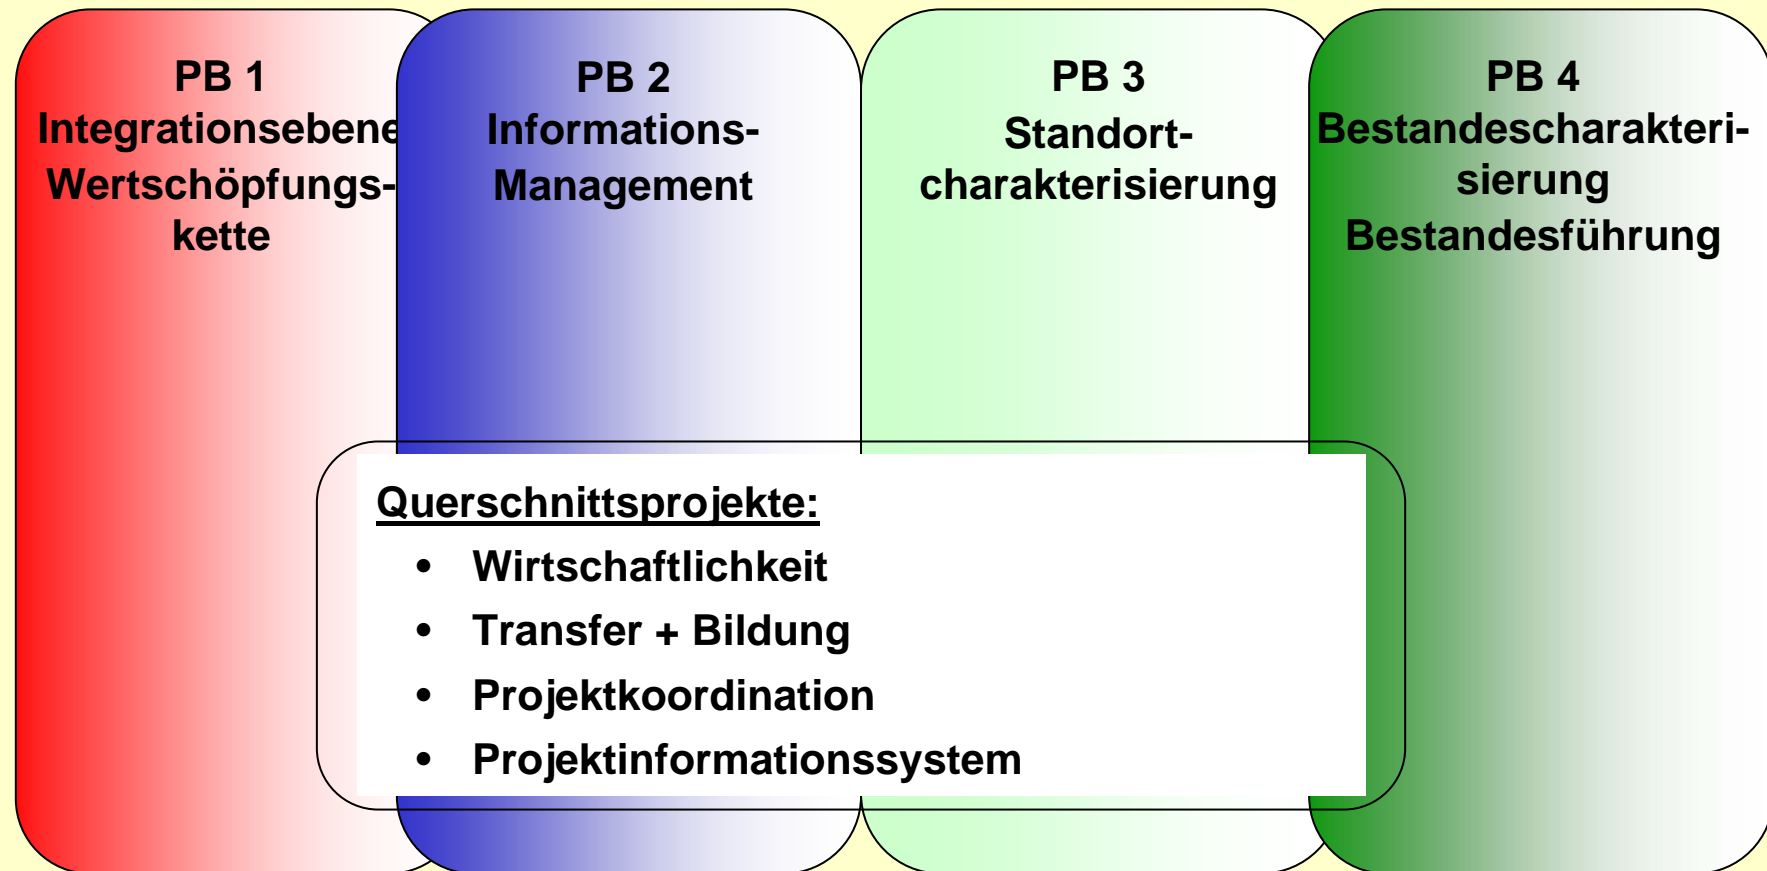 PB 1
Integrationsebene
Wertschöpfungs-
kette
PB 2
Informations-
Management
PB 3
Standort-
charakterisierung
PB 4
Bestandescharakteri-
sierung
Bestandesführung
Querschnittsprojekte:
• Wirtschaftlichkeit
• Transfer + Bildung
• Projektkoordination
• Projektinformationssystem